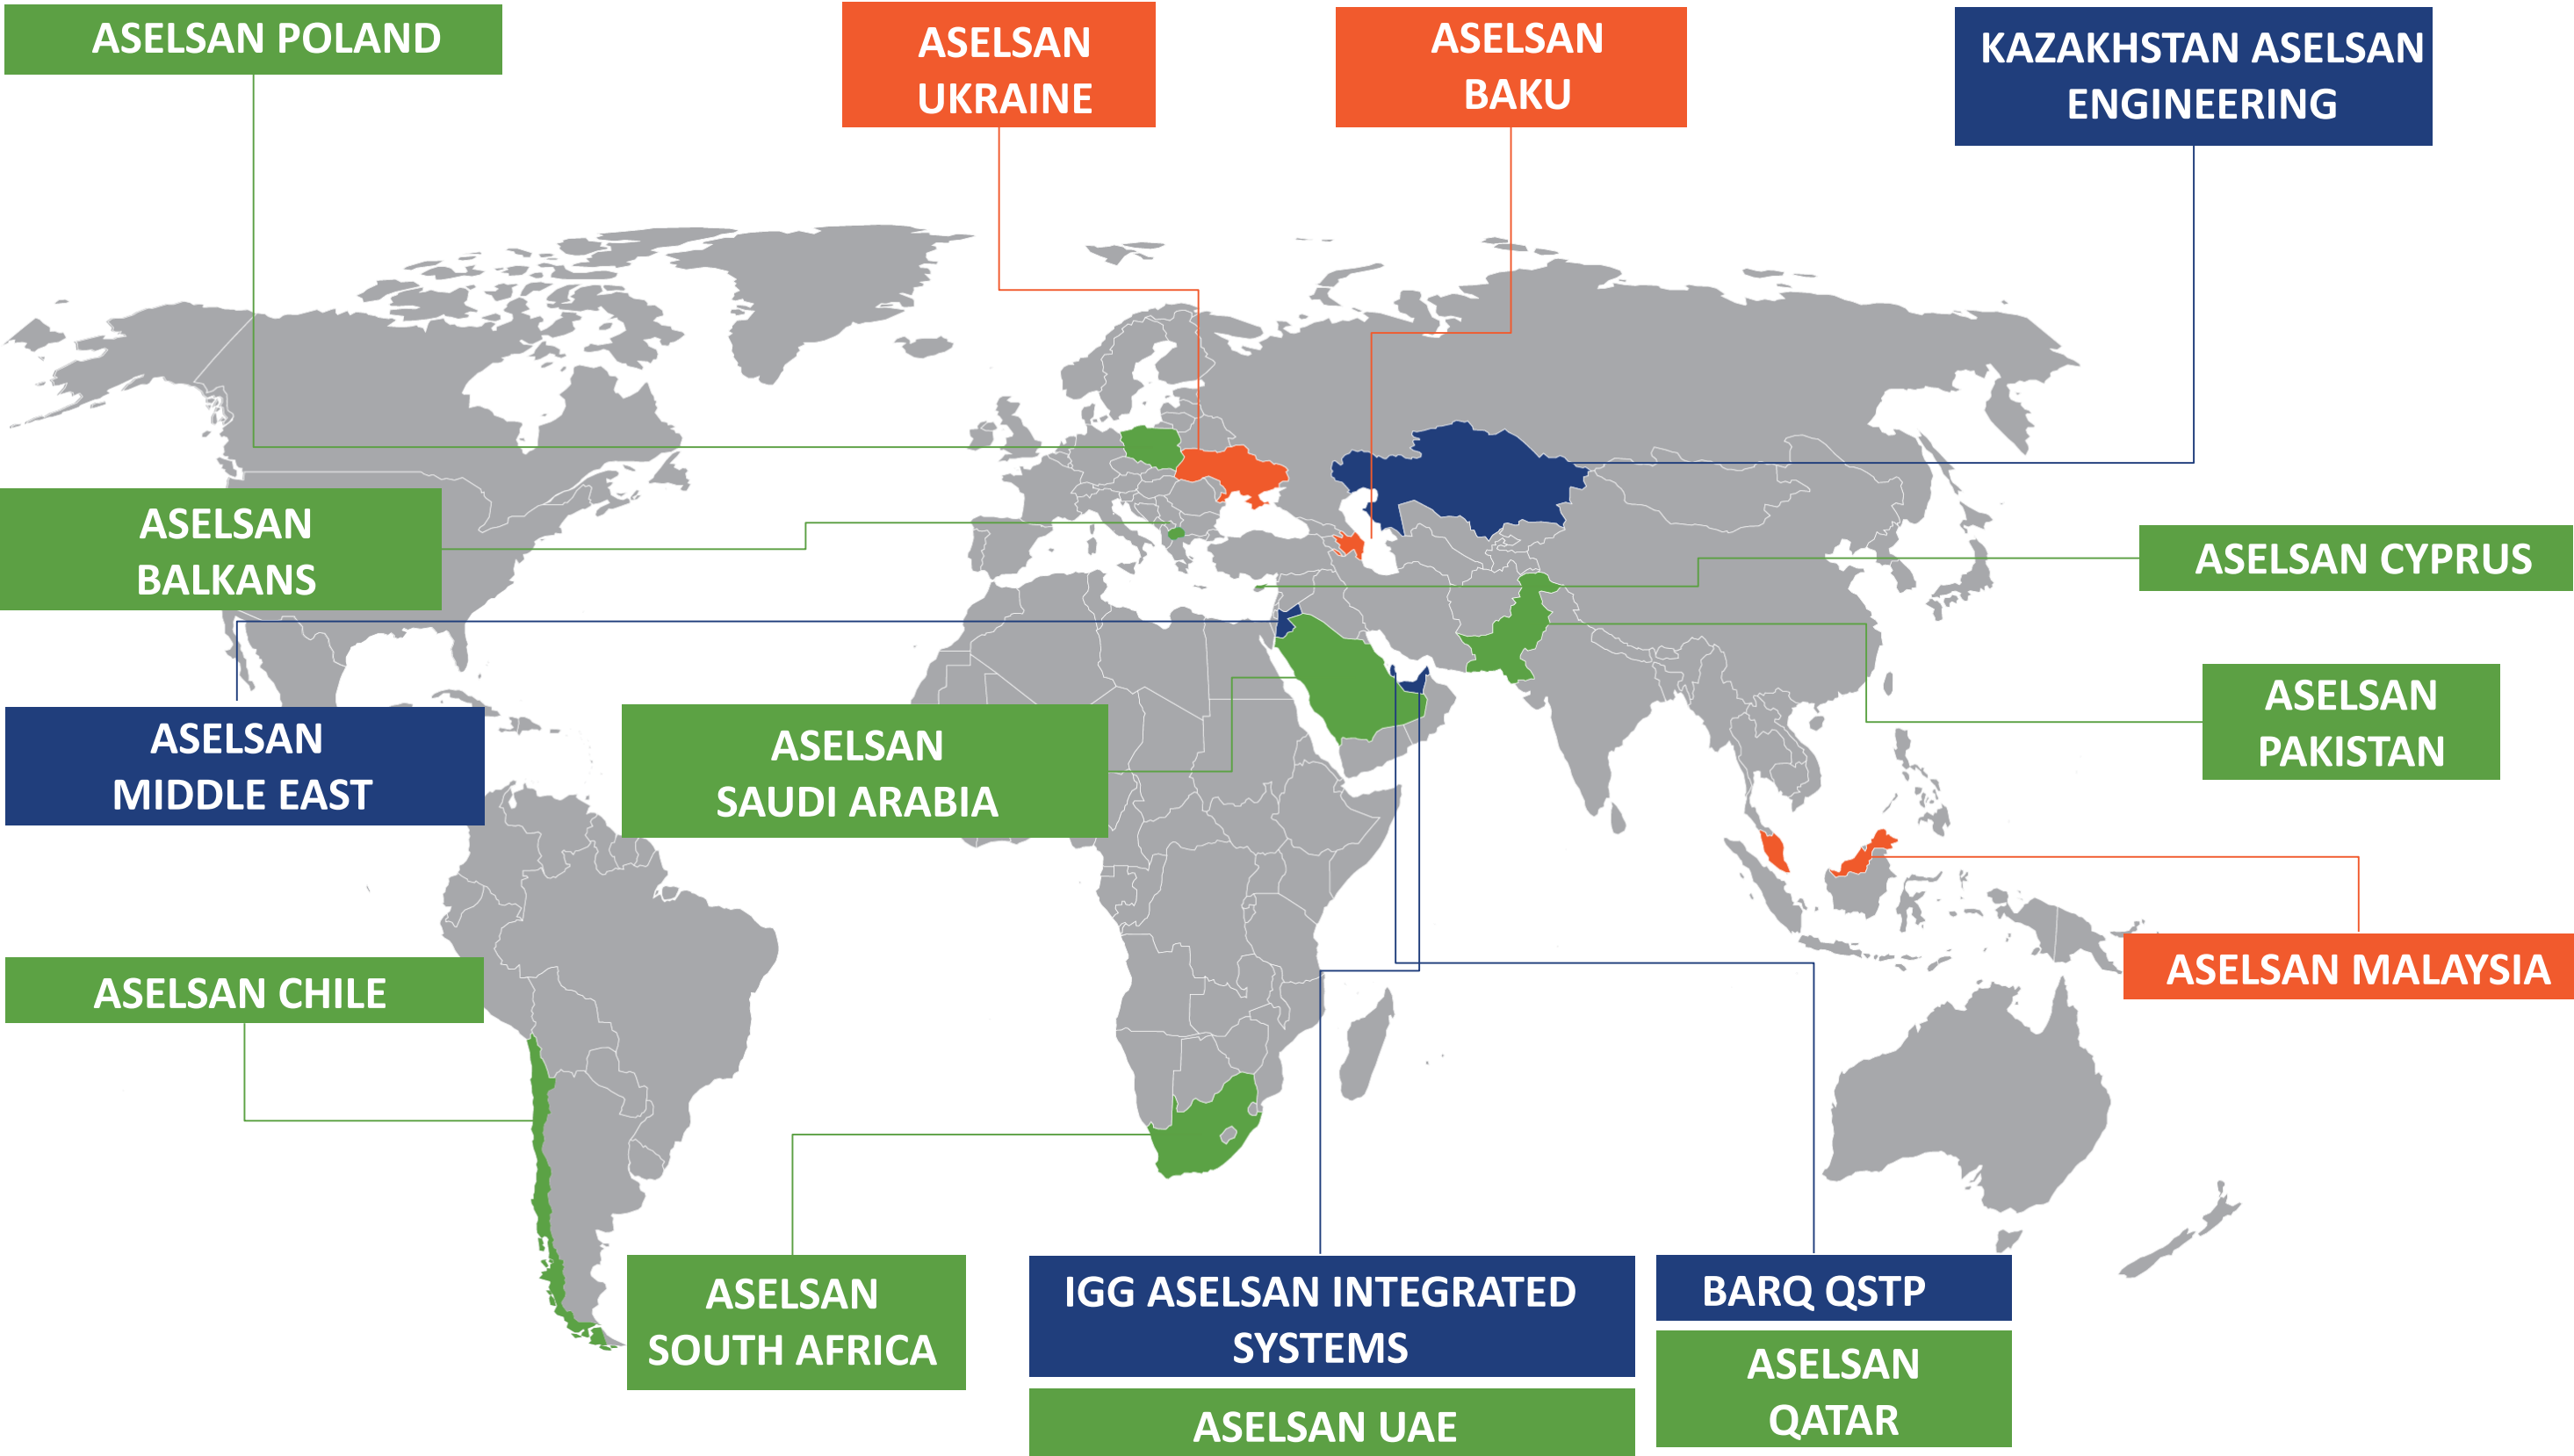 ASELSAN POLAND
ASELSAN
UKRAINE
ASELSAN
BAKU
KAZAKHSTAN ASELSAN
ENGINEERING
ASELSAN
BALKANS
ASELSAN CYPRUS
ASELSAN
PAKISTAN
ASELSAN
MIDDLE EAST
ASELSAN
SAUDI ARABIA
ASELSAN MALAYSIA
ASELSAN CHILE
ASELSAN
SOUTH AFRICA
IGG ASELSAN INTEGRATED
SYSTEMS
ASELSAN UAE
BARQ QSTP
ASELSAN
QATAR